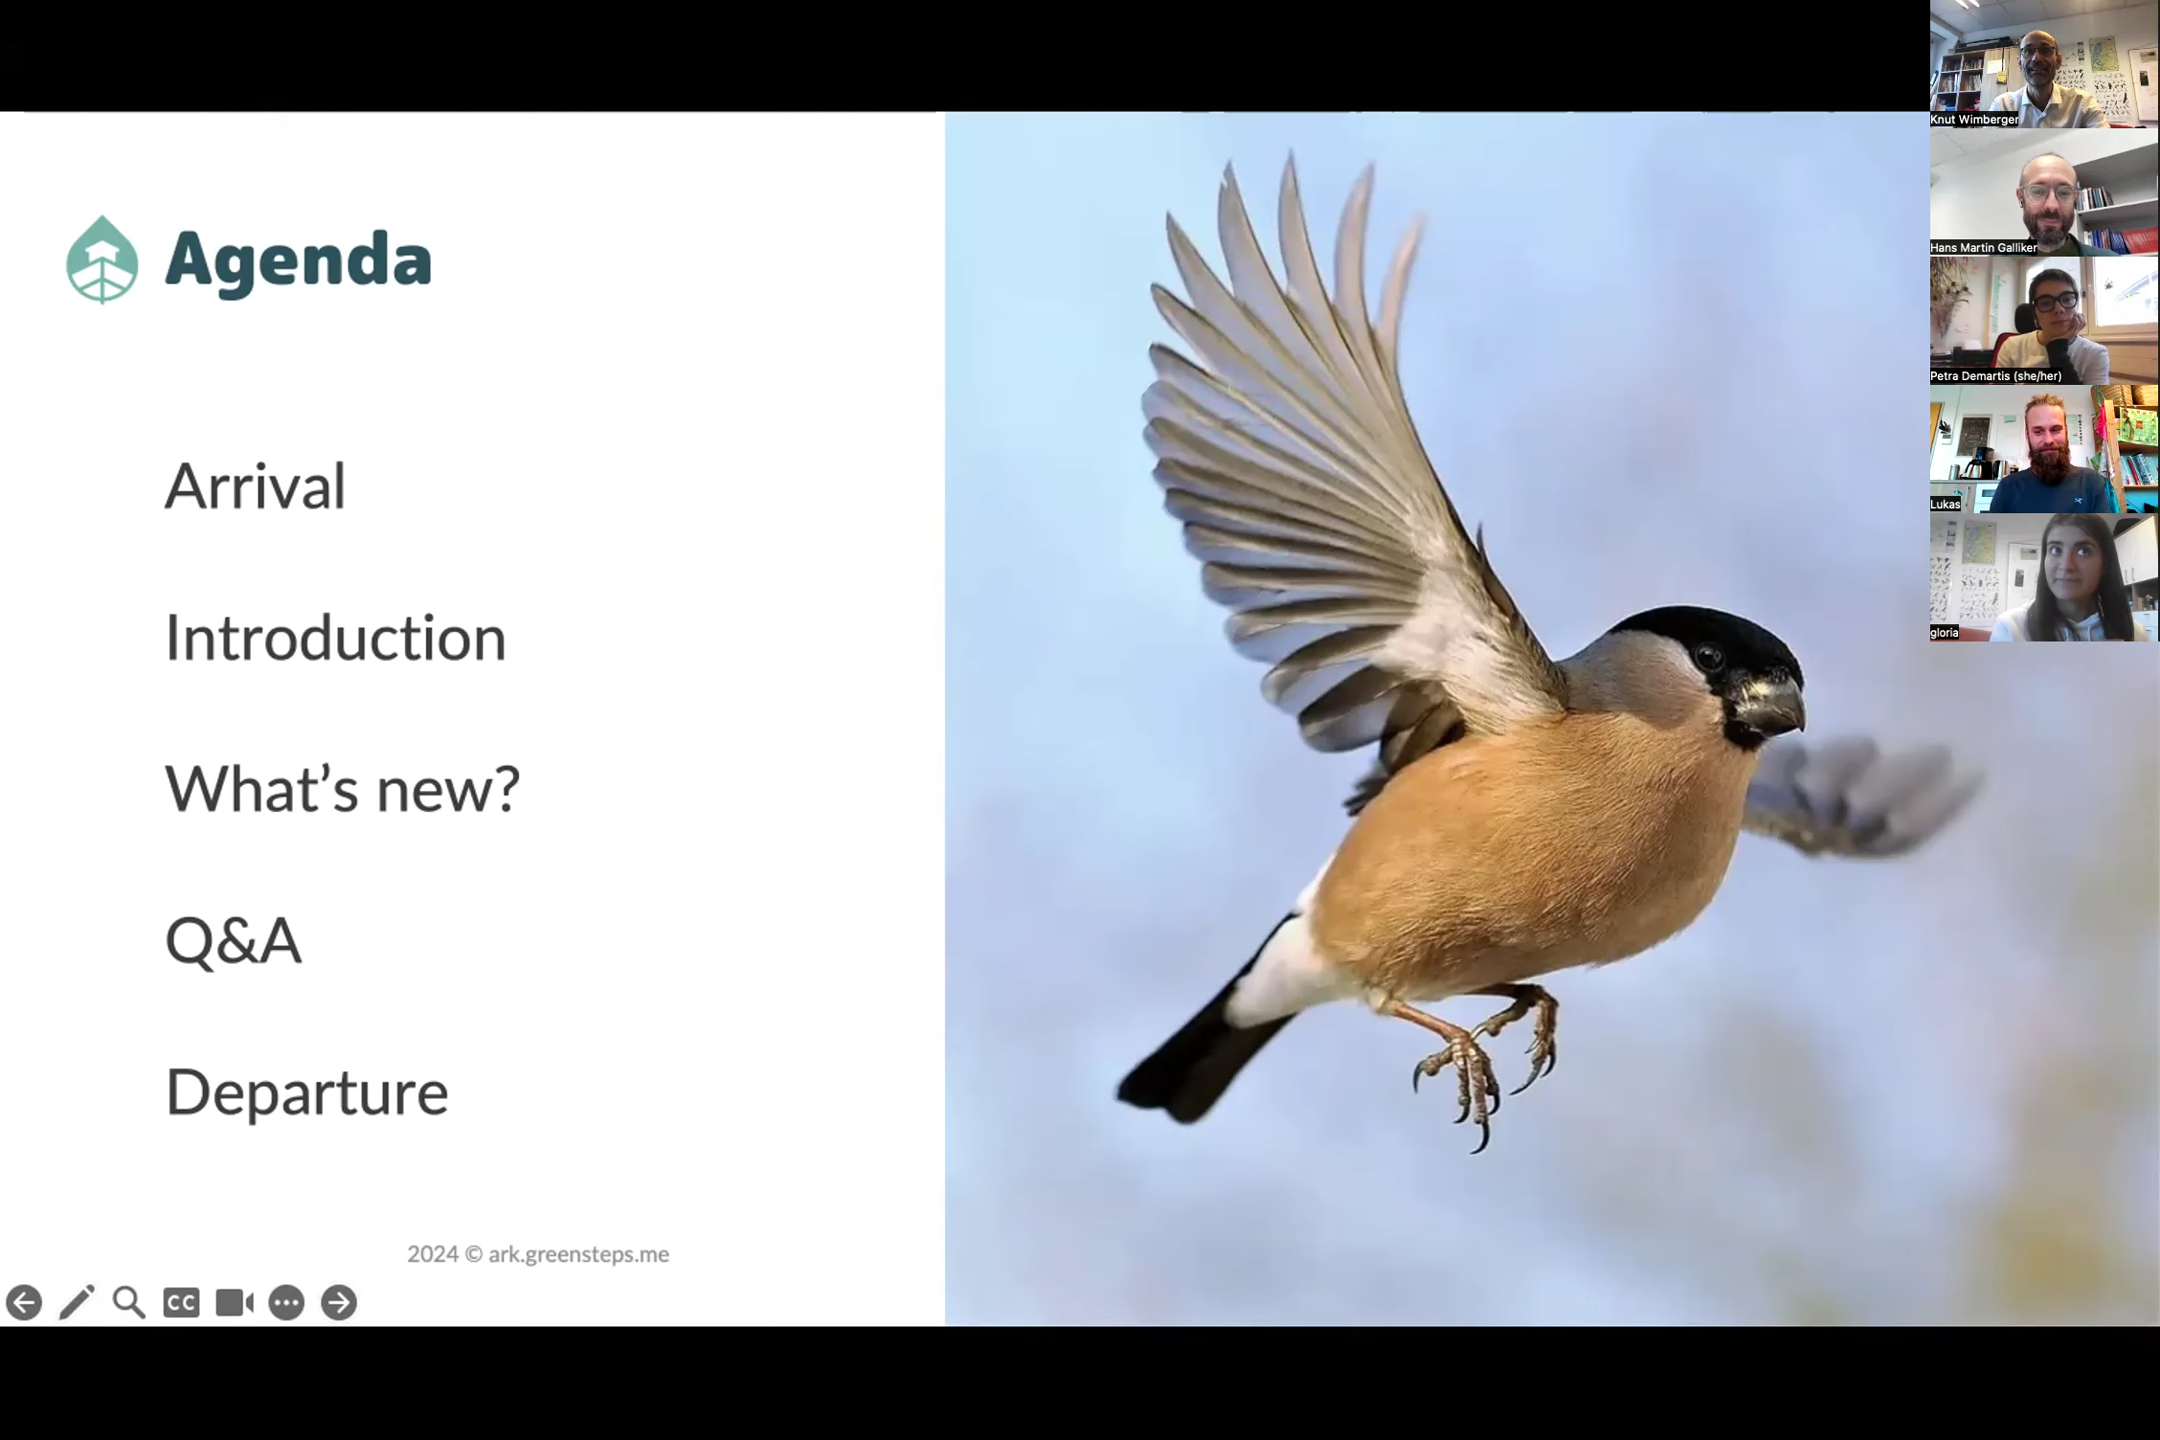 Agenda
Arrival
Introduction
What’s new?
Q&A
Departure
2024 © ark.greensteps.me
CC
Knut Wimberger
Hans Martin Galliker
Petra Demartis (she/her)
Lukas
gloria